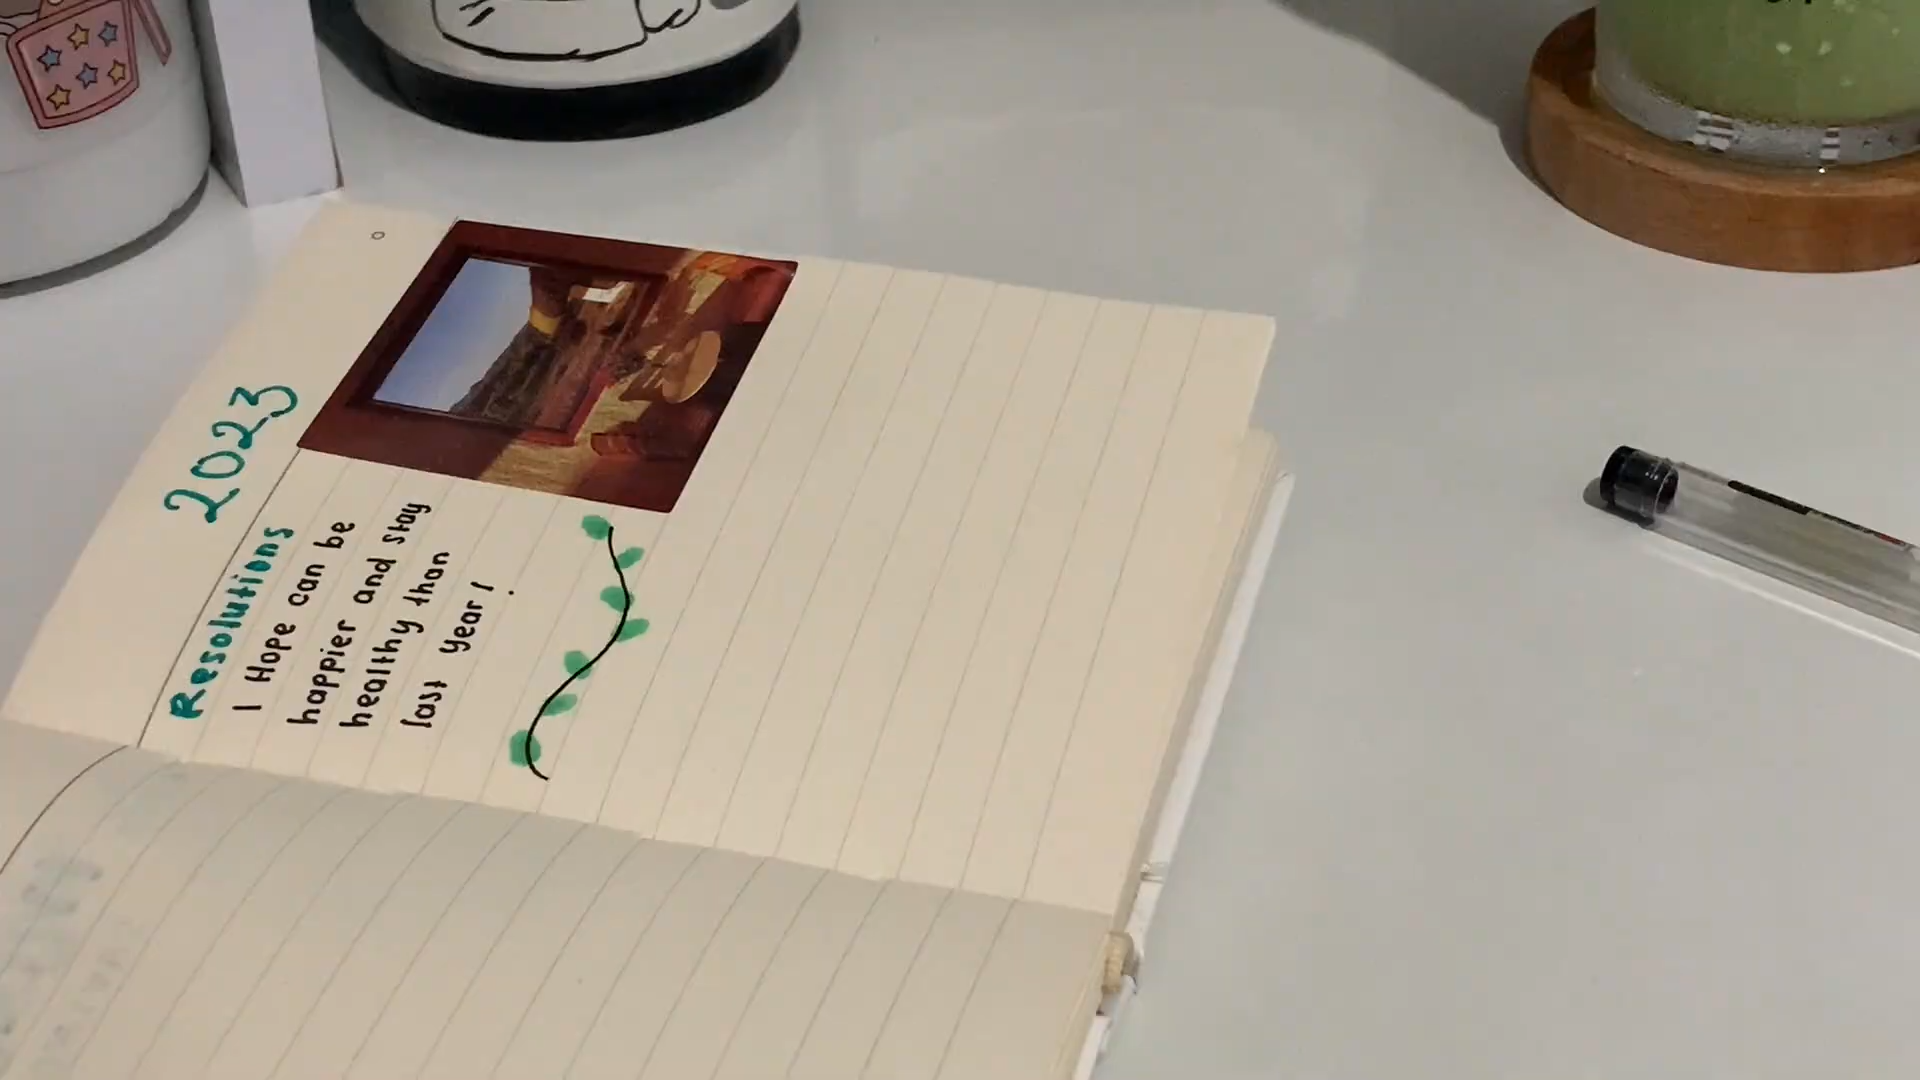 2023
Resolutions
I Hope can be
happier and stay
healthy than
last year!